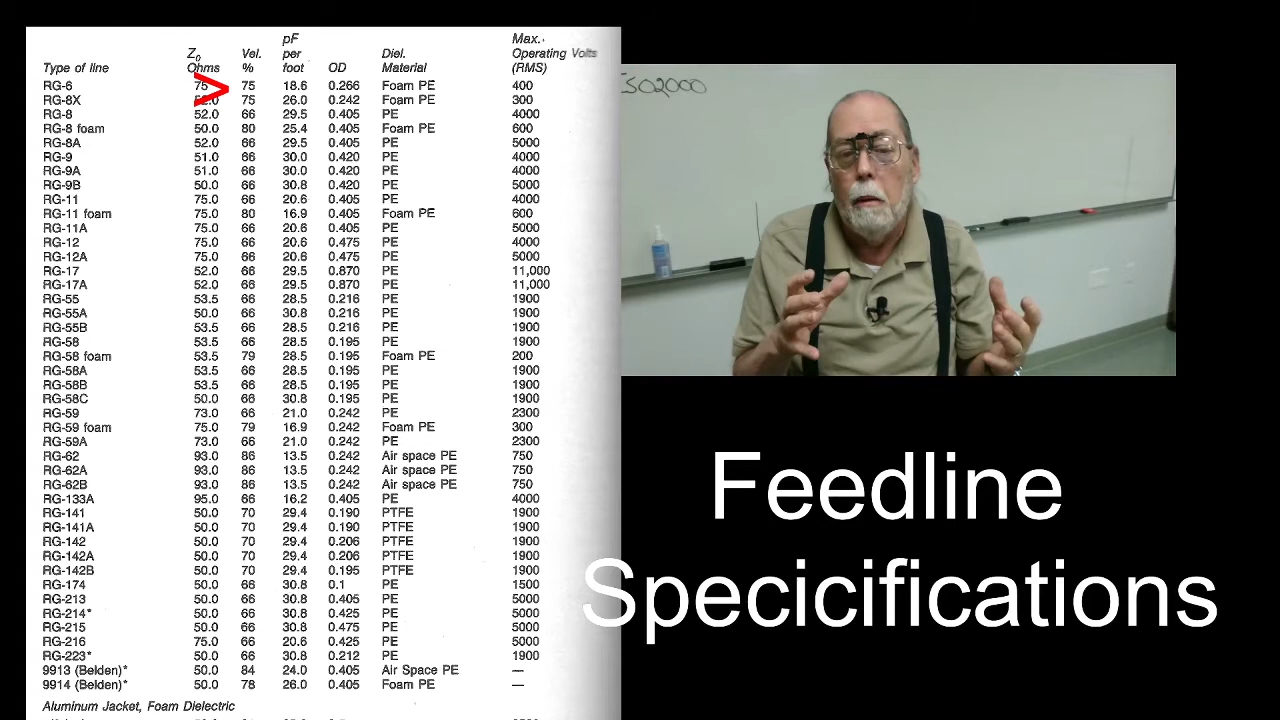 pF Max.
Z0 Vel. per Diel. Operating Volts
Type of line Ohms % foot OD Material (RMS)
RG-6 75 > 75 18.6 0.266 Foam PE 400
RG-8X 52.0 75 26.0 0.242 Foam PE 300
RG-8 52.0 66 29.5 0.405 PE 4000
RG-8 foam 50.0 80 25.4 0.405 Foam PE 600
RG-8A 52.0 66 29.5 0.405 PE 5000
RG-9 51.0 66 30.0 0.420 PE 4000
RG-9A 51.0 66 30.0 0.420 PE 4000
RG-9B 50.0 66 30.8 0.420 PE 5000
RG-11 75.0 66 20.6 0.405 PE 4000
RG-11 foam 75.0 80 16.9 0.405 Foam PE 600
RG-11A 75.0 66 20.6 0.405 PE 5000
RG-12 75.0 66 20.6 0.475 PE 4000
RG-12A 75.0 66 20.6 0.475 PE 5000
RG-17 52.0 66 29.5 0.870 PE 11,000
RG-17A 52.0 66 29.5 0.870 PE 11,000
RG-55 53.5 66 28.5 0.216 PE 1900
RG-55A 50.0 66 30.8 0.216 PE 1900
RG-55B 53.5 66 28.5 0.216 PE 1900
RG-58 53.5 66 28.5 0.195 PE 1900
RG-58 foam 53.5 79 28.5 0.195 Foam PE 200
RG-58A 53.5 66 28.5 0.195 PE 1900
RG-58B 53.5 66 28.5 0.195 PE 1900
RG-58C 50.0 66 30.8 0.195 PE 1900
RG-59 73.0 66 21.0 0.242 PE 2300
RG-59 foam 75.0 79 16.9 0.242 Foam PE 300
RG-59A 73.0 66 21.0 0.242 PE 2300
RG-62 93.0 86 13.5 0.242 Air space PE 750
RG-62A 93.0 86 13.5 0.242 Air space PE 750
RG-62B 93.0 86 13.5 0.242 Air space PE 750
RG-133A 95.0 66 16.2 0.405 PE 4000
RG-141 50.0 70 29.4 0.190 PTFE 1900
RG-141A 50.0 70 29.4 0.190 PTFE 1900
RG-142 50.0 70 29.4 0.206 PTFE 1900
RG-142A 50.0 70 29.4 0.206 PTFE 1900
RG-142B 50.0 70 29.4 0.195 PTFE 1900
RG-174 50.0 66 30.8 0.1 PE 1500
RG-213 50.0 66 30.8 0.405 PE 5000
RG-214* 50.0 66 30.8 0.425 PE 5000
RG-215 50.0 66 30.8 0.475 PE 5000
RG-216 75.0 66 20.6 0.425 PE 5000
RG-223* 50.0 66 30.8 0.212 PE 1900
9913 (Belden)* 50.0 84 24.0 0.405 Air Space PE —
9914 (Belden)* 50.0 78 26.0 0.405 Foam PE —
Aluminum Jacket, Foam Dielectric
Feedline
Specicifications